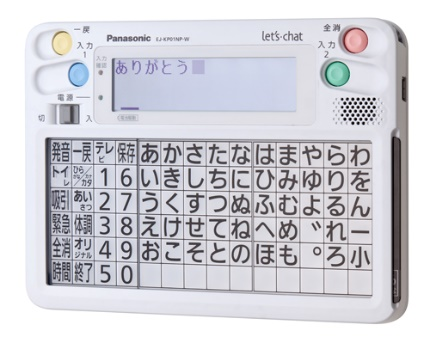 一戻
全消
Panasonic EJ-KP01NP-W
let's·chat
入力
1
入力
2
入力
確認
ありがとう
電源
切 入
発音 一戻 テレビ 保存 あかさたなはまやらわ
トイレ ひら/カタ 1 6 いきしちにひみゆりを
吸引 あいさつ 2 7 うくすつぬふむよるん
緊急 体調 3 8 えけせてねへめ゛れー
全消 オリジナル 4 9 おこそとのほも゜ろ小
時間 終了 5 0